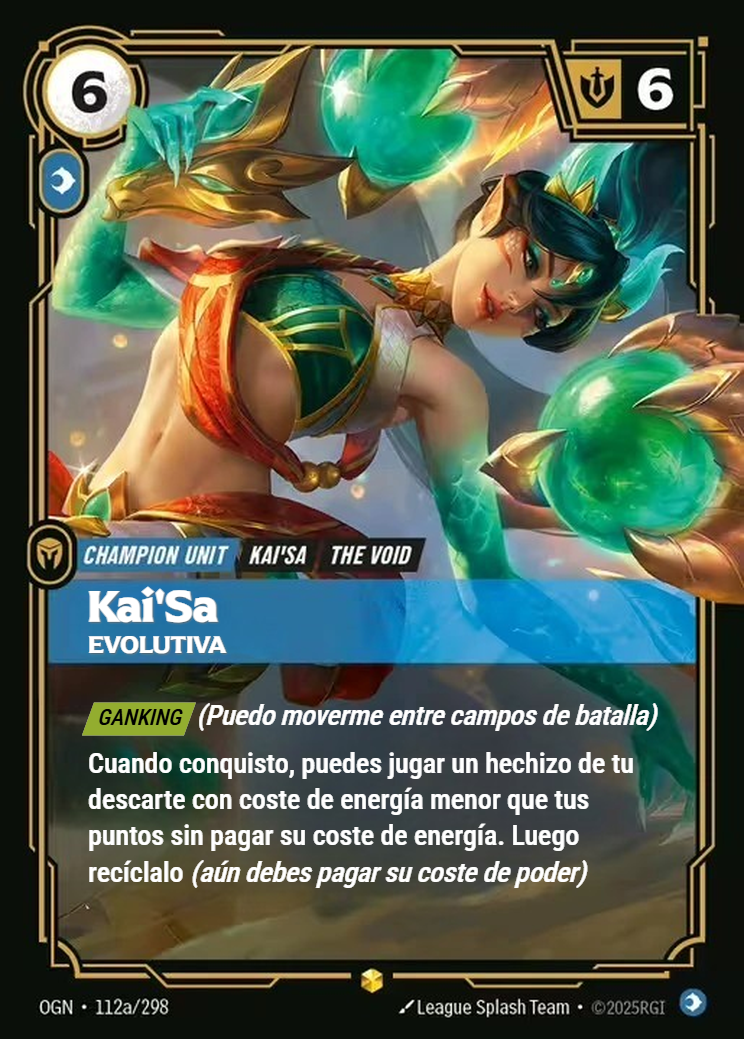 6
6
CHAMPION UNIT KAI'SA THE VOID
Kai'Sa
EVOLUTIVA
GANKING (Puedo moverme entre campos de batalla)
Cuando conquisto, puedes jugar un hechizo de tu
descarte con coste de energía menor que tus
puntos sin pagar su coste de energía. Luego
recíclalo (aún debes pagar su coste de poder)
OGN • 112a/298
League Splash Team • ©2025RGI